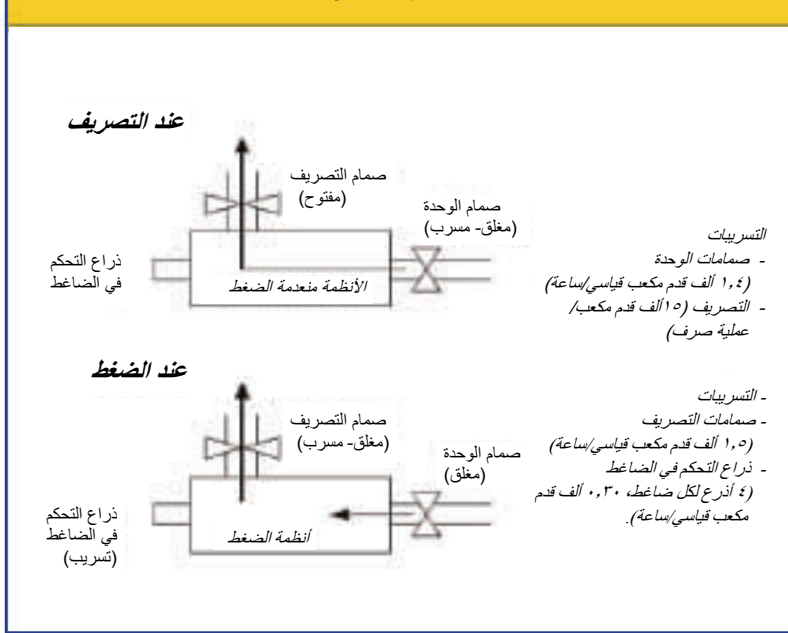 عند التصريف
صمام التصريف
(مفتوح)
صمام الوحدة
(مغلق- مسرب)
ذراع التحكم
في الضاغط
الأنظمة منعدمة الضغط
التسريبات
- صمامات الوحدة
(١,٤ ألف قدم مكعب قياسي/ساعة)
- التصريف (١٥ألف قدم مكعب/
عملية صرف)
عند الضغط
صمام التصريف
(مغلق- مسرب)
صمام الوحدة
(مغلق)
ذراع التحكم
في الضاغط
(تسريب)
أنظمة الضغط
- التسريبات
- صمامات التصريف
(١,٥ ألف قدم مكعب قياسي/ساعة)
- ذراع التحكم في الضاغط
(٤ أذرع لكل ضاغط، ٠,٣٠ ألف قدم
مكعب قياسي/ساعة).